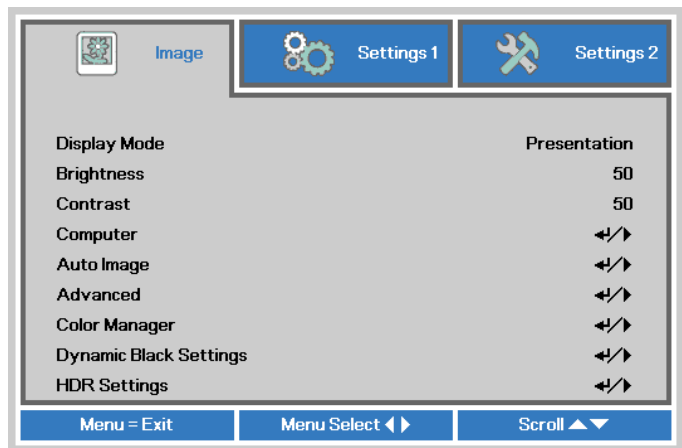 Image Settings 1 Settings 2
Display Mode Presentation
Brightness 50
Contrast 50
Computer
Auto Image
Advanced
Color Manager
Dynamic Black Settings
HDR Settings
Menu = Exit Menu Select Scroll